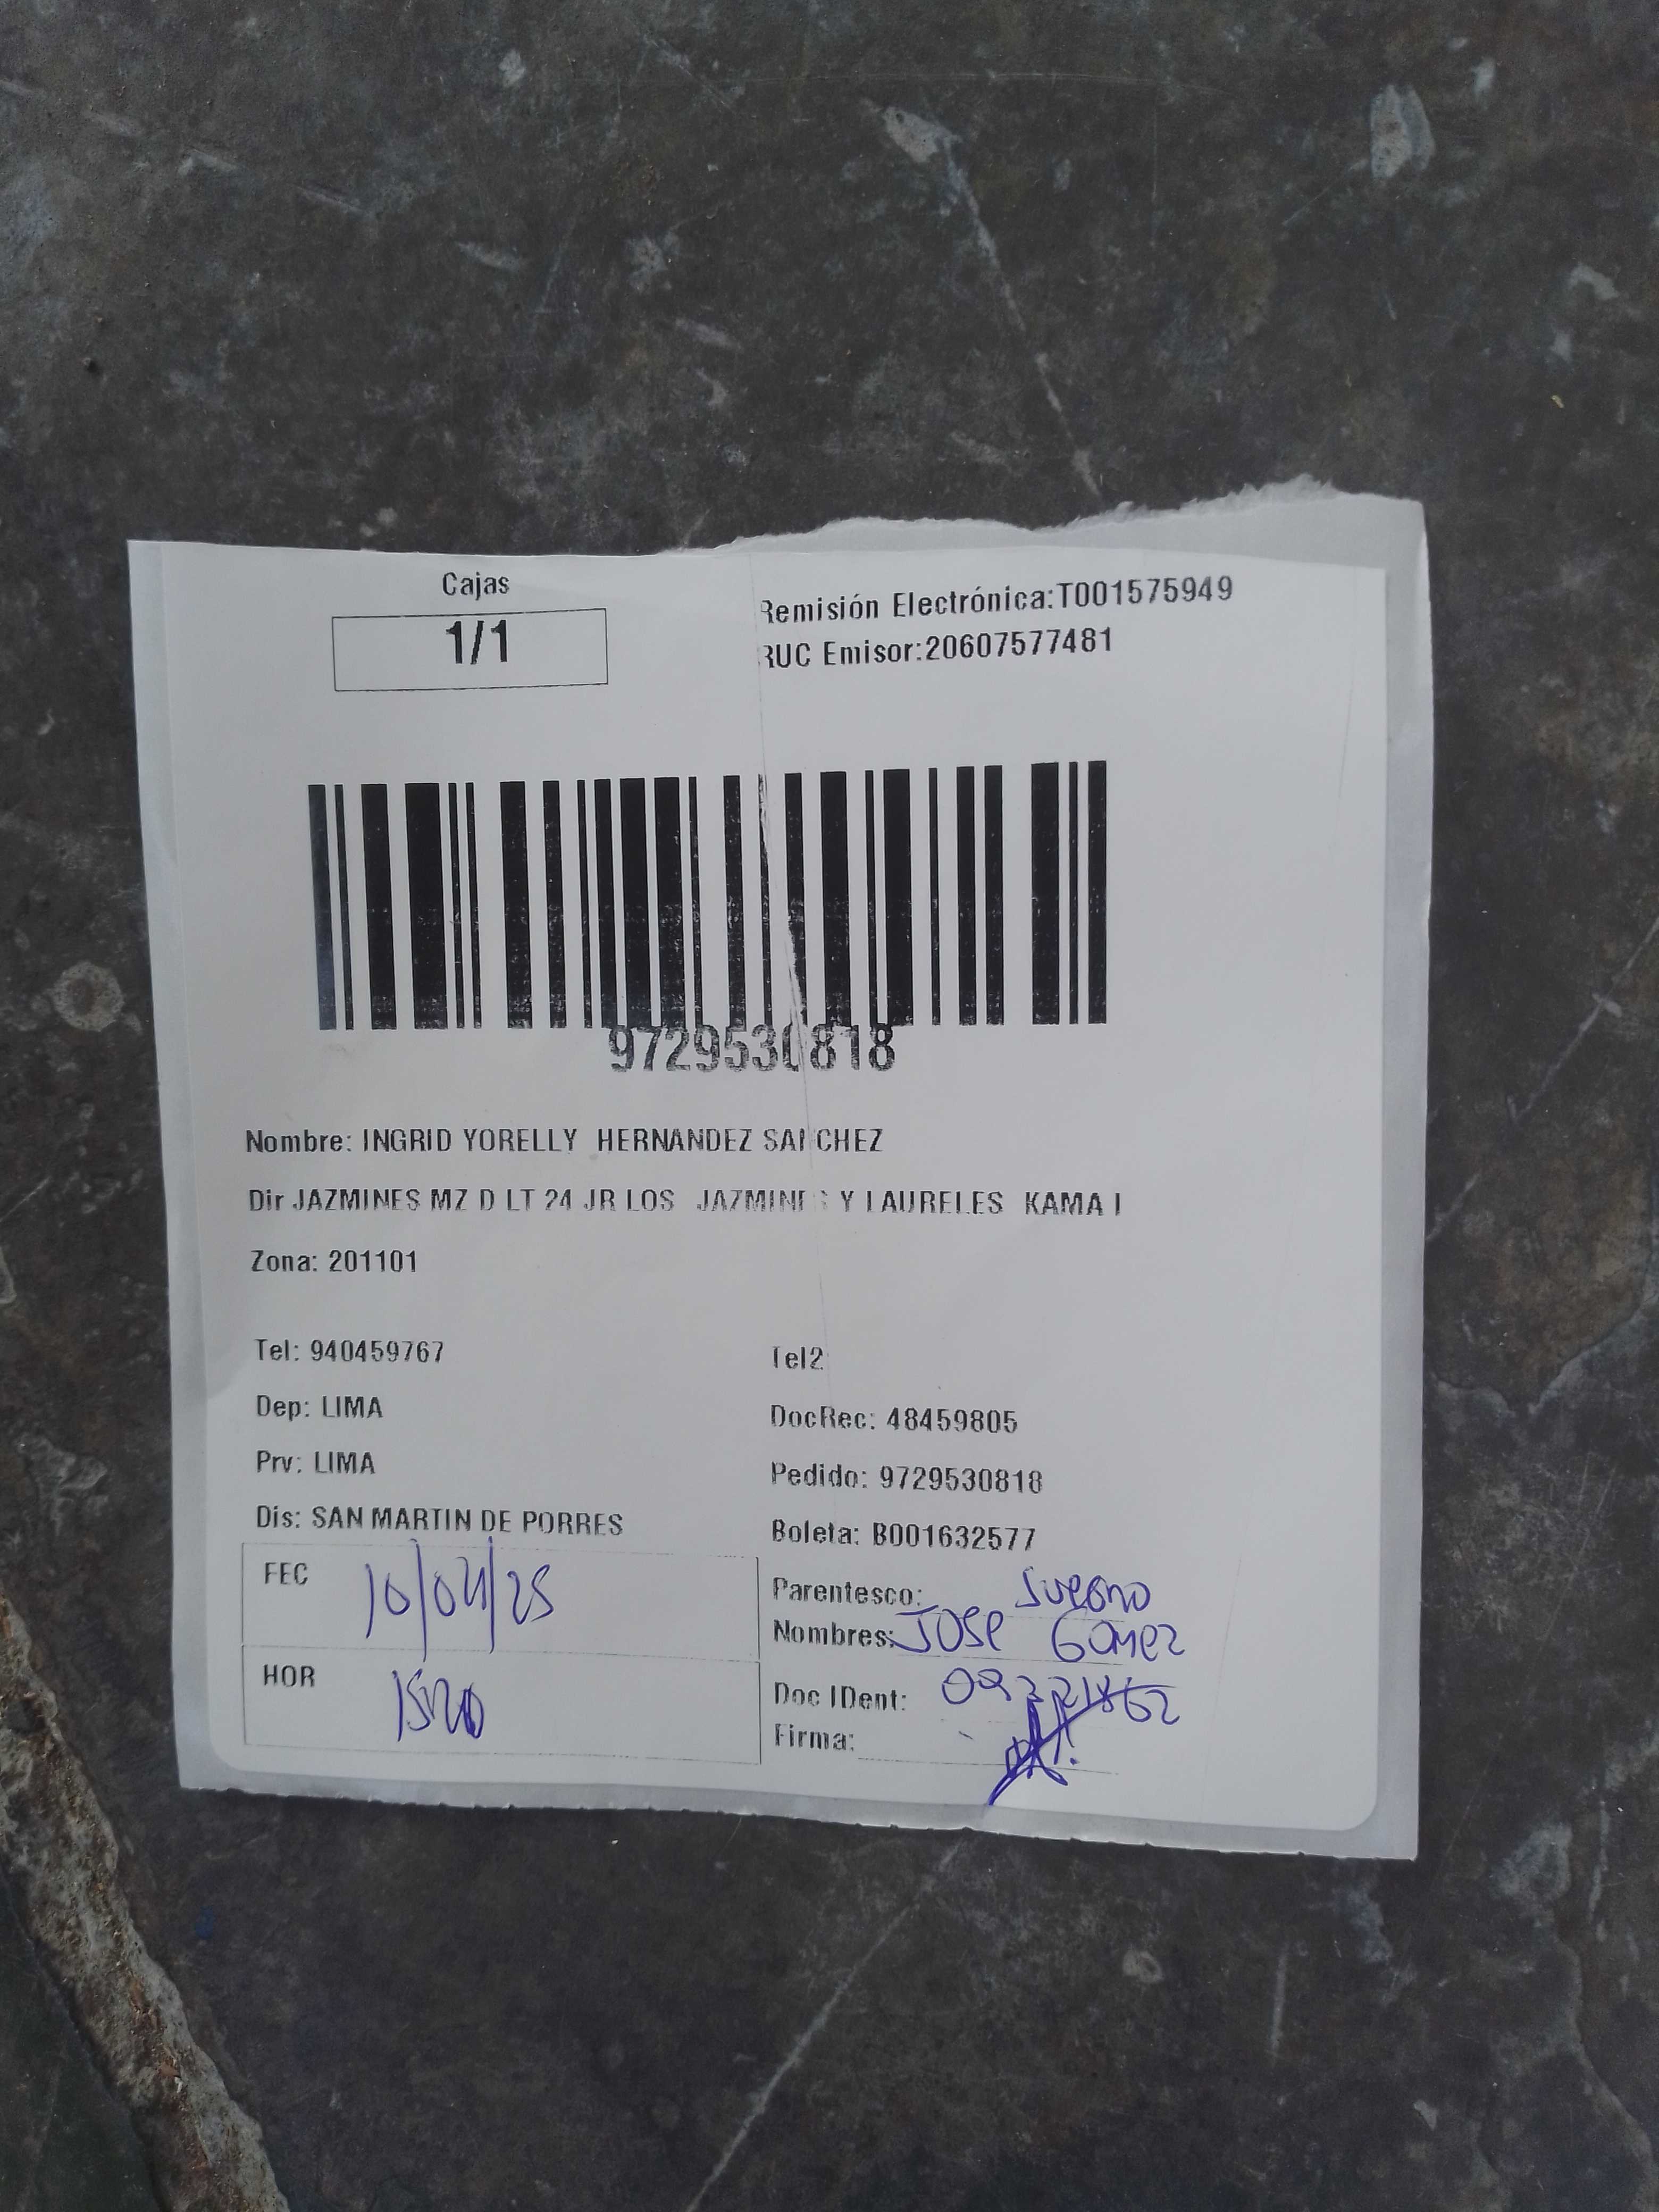 Cajas
1/1
Remisión Electrónica:T001575949
RUC Emisor:20607577481
9729530818
Nombre: INGRID YORELLY HERNANDEZ SANCHEZ
Dir JAZMINES MZ D LT 24 JR LOS JAZMINES Y LAURELES KAMA I
Zona: 201101
Tel: 940459767
Tel2
Dep: LIMA
DocRec: 48459805
Prv: LIMA
Pedido: 9729530818
Dis: SAN MARTIN DE PORRES
Boleta: B001632577
FEC 10/04/25
Parentesco: Suegro
Nombres: Jose Gomez
HOR 1520
Doc IDent:
Firma: